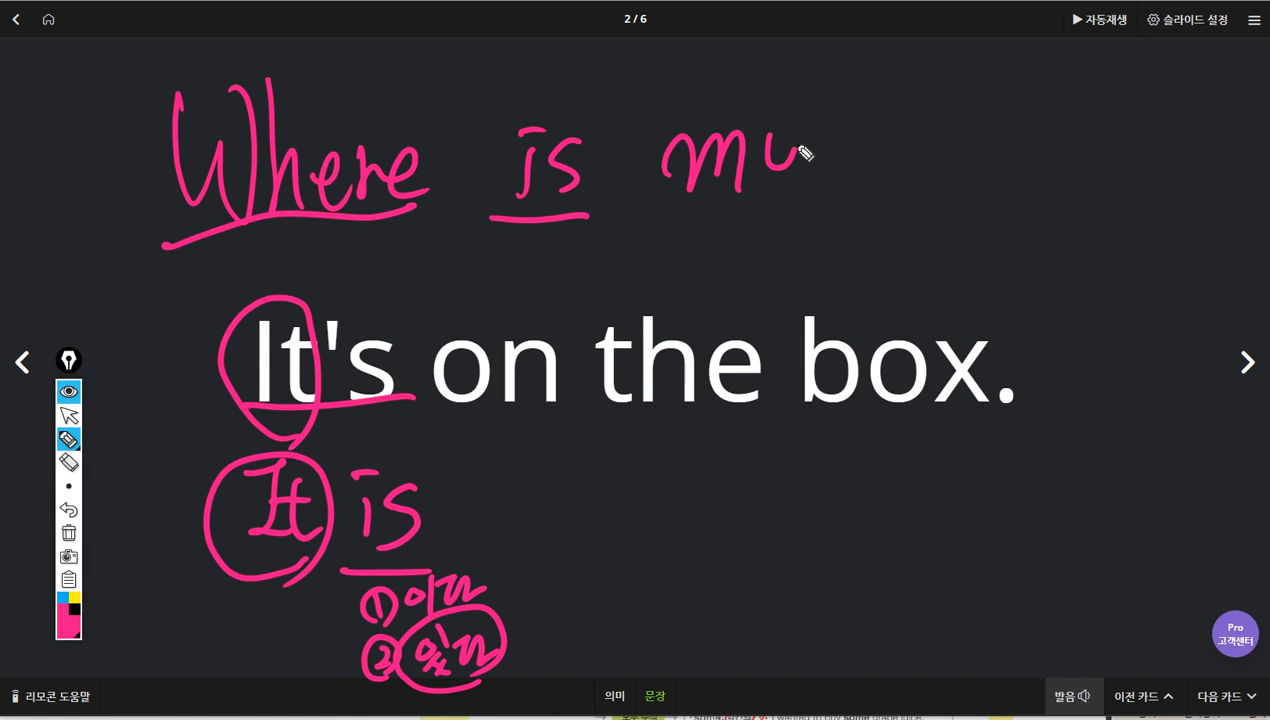 2 / 6
▶ 자동재생
슬라이드 설정
Where is mu
It's on the box.
It is
① 이다
② 있다
Pro
고객센터
리모콘 도움말
의미
문장
발음
이전 카드
다음 카드